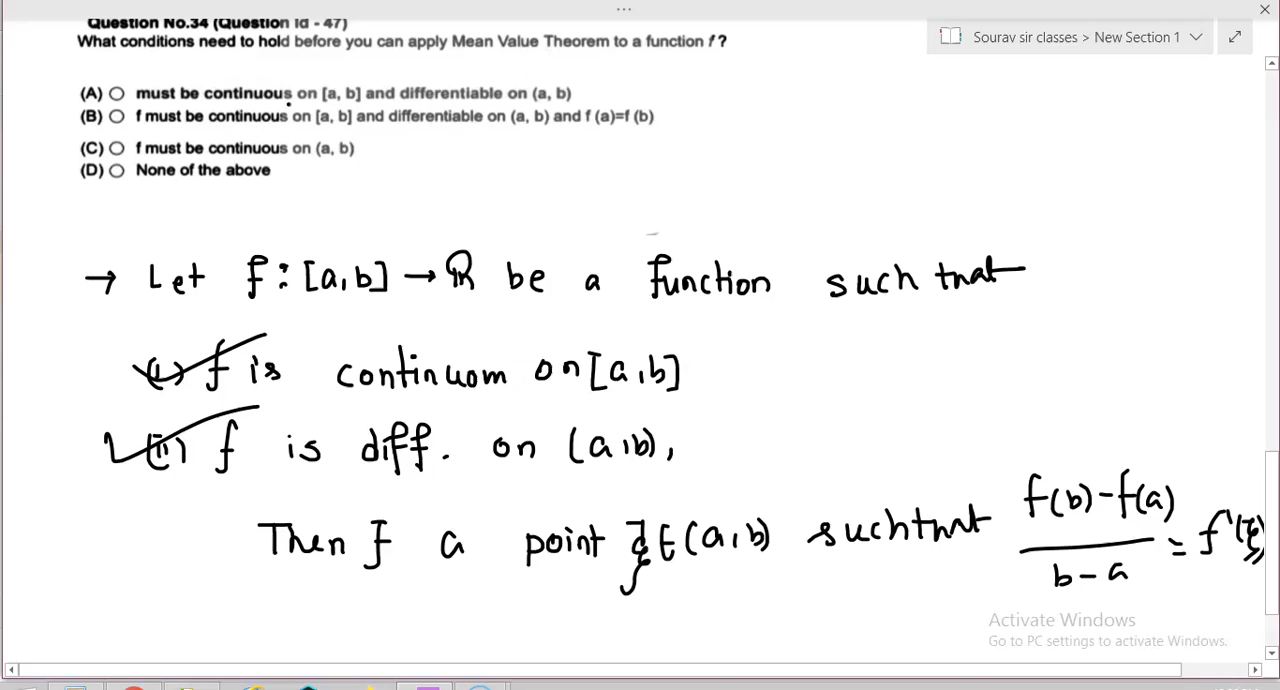 ...
Question No.34 (Question Id - 47)
What conditions need to hold before you can apply Mean Value Theorem to a function f ?
Sourav sir classes > New Section 1
(A) must be continuous on [a, b] and differentiable on (a, b)
(B) f must be continuous on [a, b] and differentiable on (a, b) and f (a)=f (b)
(C) f must be continuous on (a, b)
(D) None of the above
→ Let f : [a,b] → ℝ be a function such that
(i) f is continuom on [a,b]
(ii) f is diff. on (a,b),
Then ∃ a point ξ ∈ (a,b) such that f(b)-f(a) / b-a = f'(ξ)
Activate Windows
Go to PC settings to activate Windows.